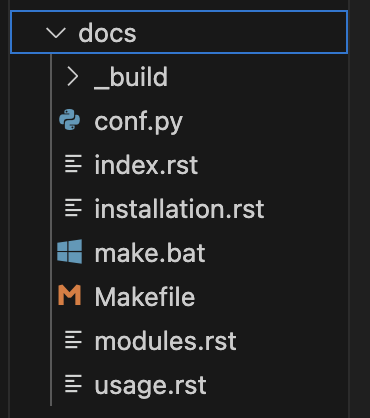 docs
_build
conf.py
index.rst
installation.rst
make.bat
Makefile
modules.rst
usage.rst